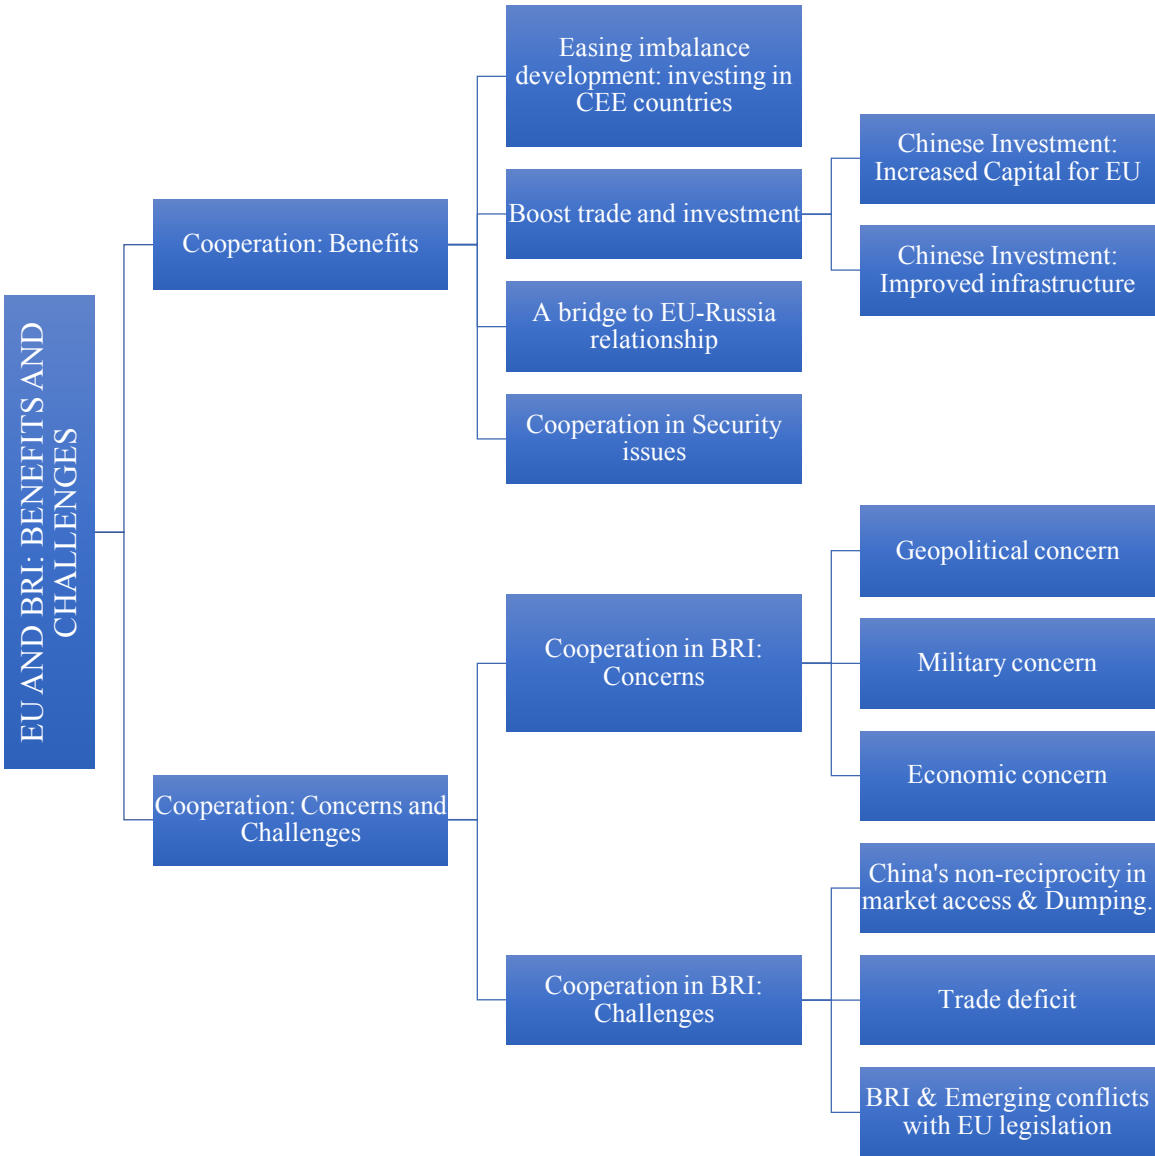 EU AND BRI: BENEFITS AND
CHALLENGES
Cooperation: Benefits
Easing imbalance
development: investing in
CEE countries
Boost trade and investment
Chinese Investment:
Increased Capital for EU
Chinese Investment:
Improved infrastructure
A bridge to EU-Russia
relationship
Cooperation in Security
issues
Cooperation: Concerns and
Challenges
Cooperation in BRI:
Concerns
Geopolitical concern
Military concern
Economic concern
Cooperation in BRI:
Challenges
China's non-reciprocity in
market access & Dumping.
Trade deficit
BRI & Emerging conflicts
with EU legislation